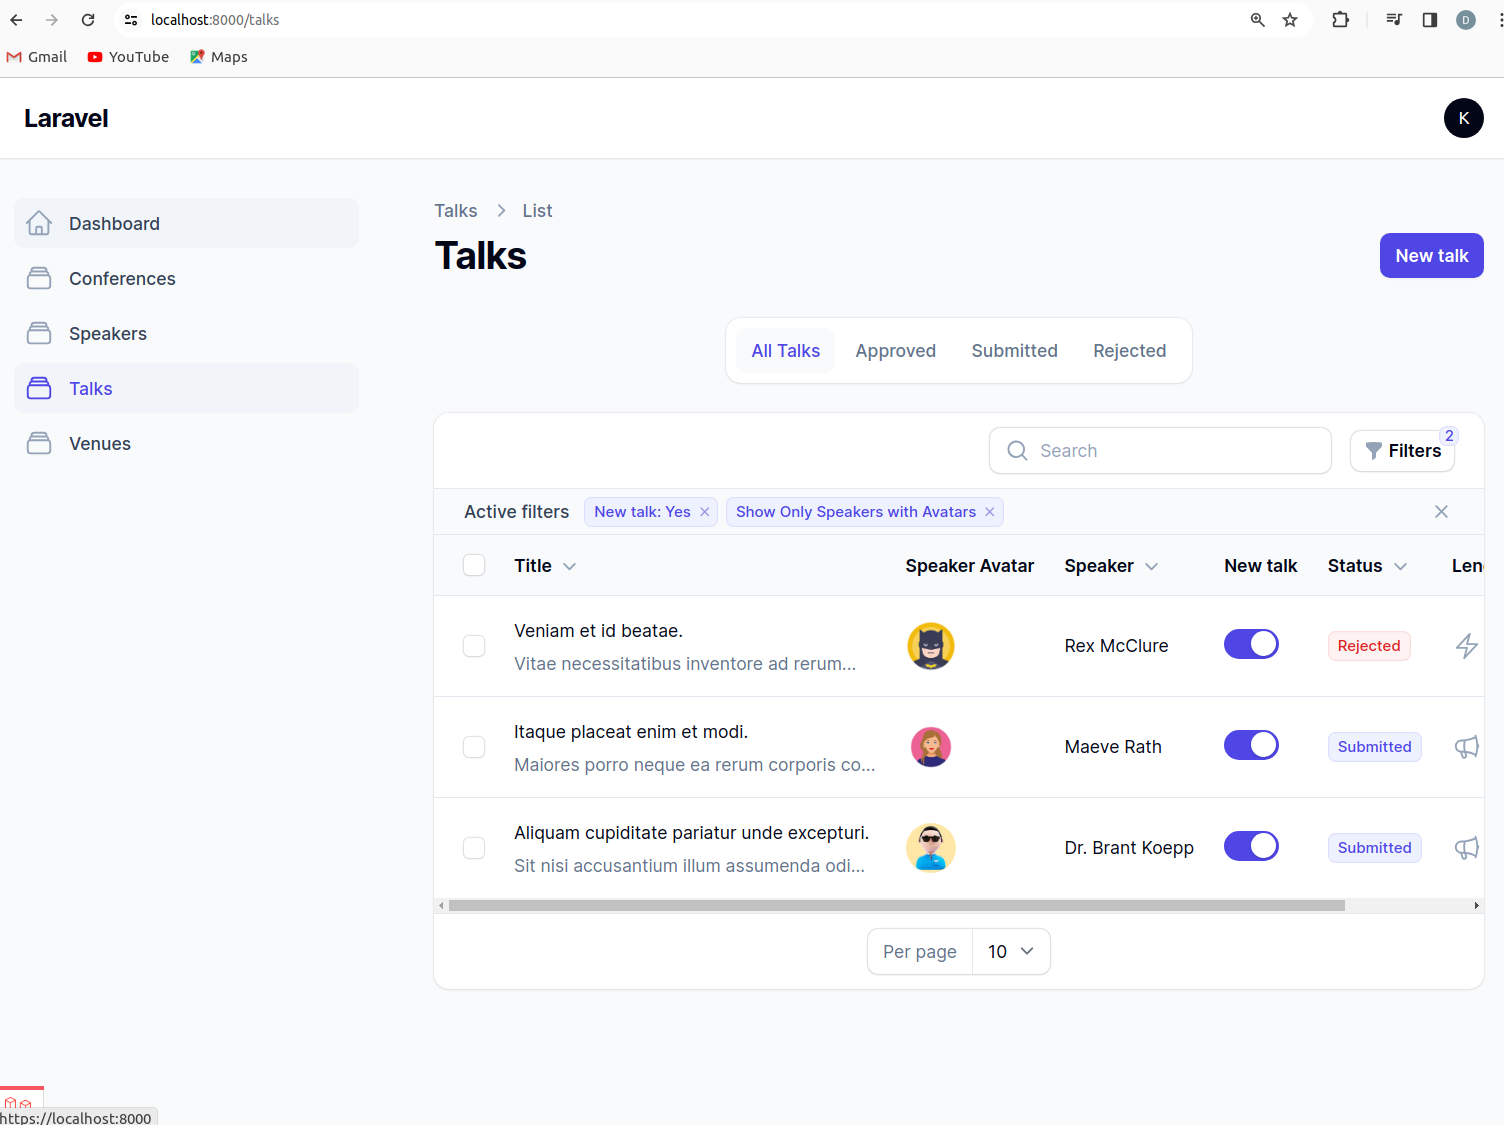 localhost:8000/talks
D
Gmail YouTube Maps
Laravel
K
Dashboard
Conferences
Speakers
Talks
Venues
Talks List
Talks
New talk
All Talks Approved Submitted Rejected
Search
Filters 2
Active filters New talk: Yes Show Only Speakers with Avatars
Title Speaker Avatar Speaker New talk Status Len
Veniam et id beatae.
Vitae necessitatibus inventore ad rerum...
Rex McClure
Rejected
Itaque placeat enim et modi.
Maiores porro neque ea rerum corporis co...
Maeve Rath
Submitted
Aliquam cupiditate pariatur unde excepturi.
Sit nisi accusantium illum assumenda odi...
Dr. Brant Koepp
Submitted
Per page 10
https://localhost:8000